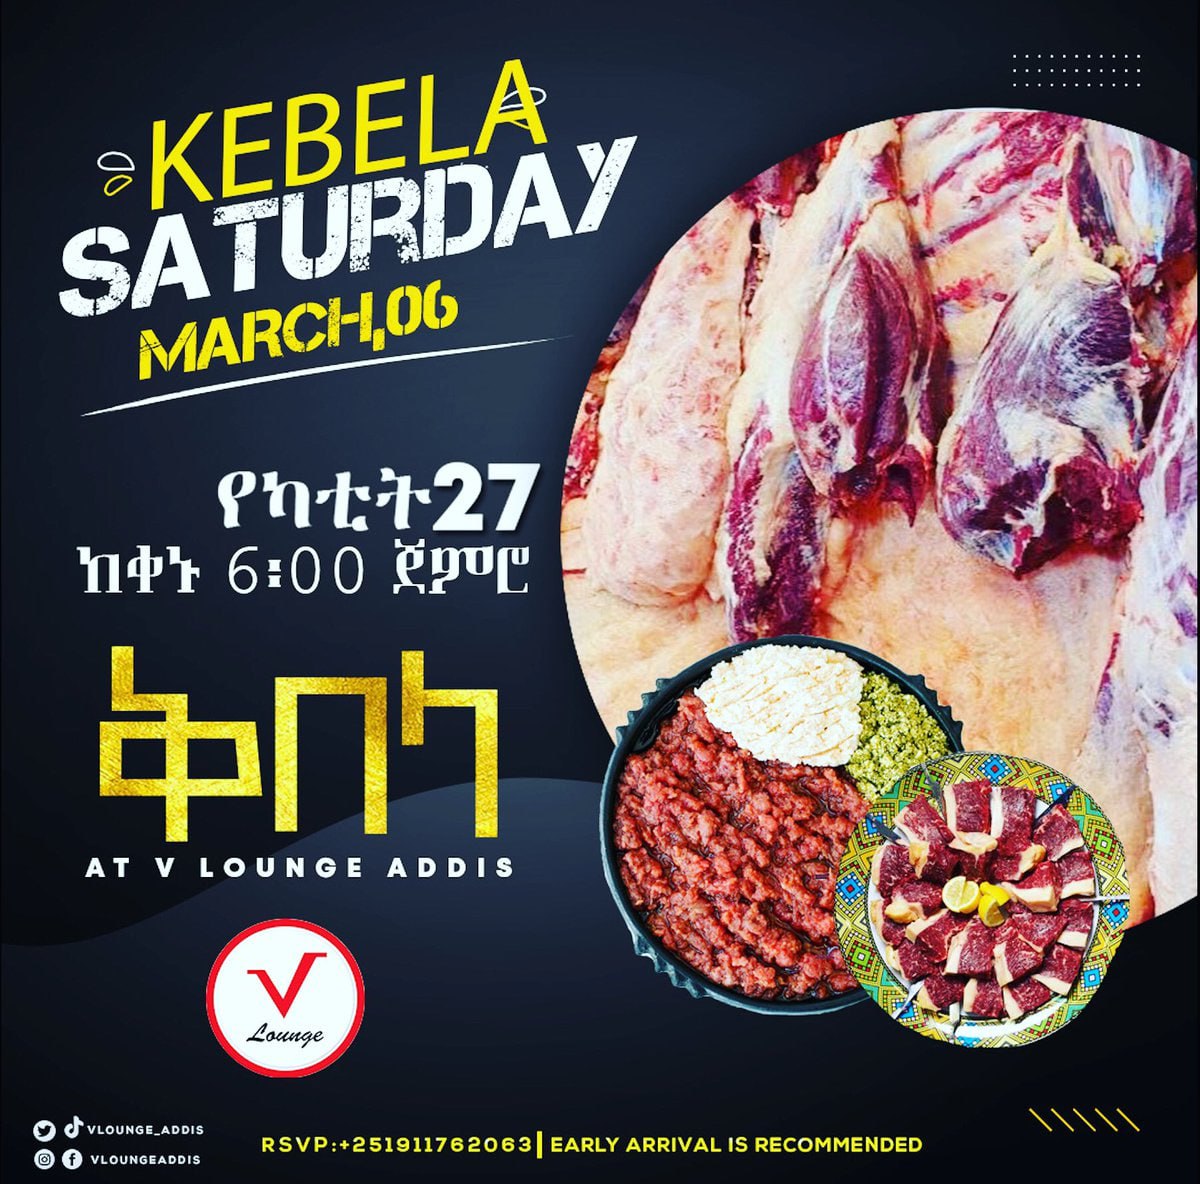 KEBELA
SATURDAY
MARCH,06
የካቲት27
ከቀኑ 6፡00 ጀምሮ
ቅበላ
AT V LOUNGE ADDIS
V
Lounge
VLOUNGE_ADDIS
VLOUNGEADDIS
RSVP:+251911762063| EARLY ARRIVAL IS RECOMMENDED